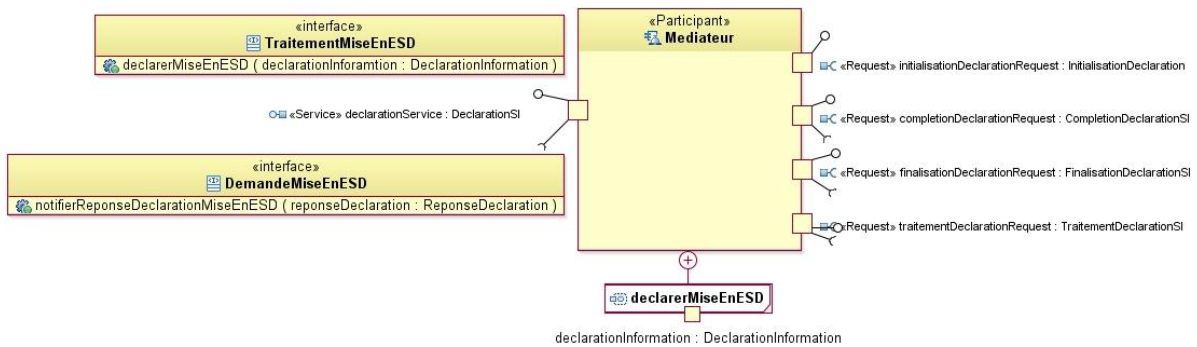 «interface»
TraitementMiseEnESD
declarerMiseEnESD ( declarationInforamtion : DeclarationInformation )
«Service» declarationService : DeclarationSI
«interface»
DemandeMiseEnESD
notifierReponseDeclarationMiseEnESD ( reponseDeclaration : ReponseDeclaration )
«Participant»
Mediateur
«Request» initialisationDeclarationRequest : InitialisationDeclaration
«Request» completionDeclarationRequest : CompletionDeclarationSI
«Request» finalisationDeclarationRequest : FinalisationDeclarationSI
«Request» traitementDeclarationRequest : TraitementDeclarationSI
declarerMiseEnESD
declarationInformation : DeclarationInformation